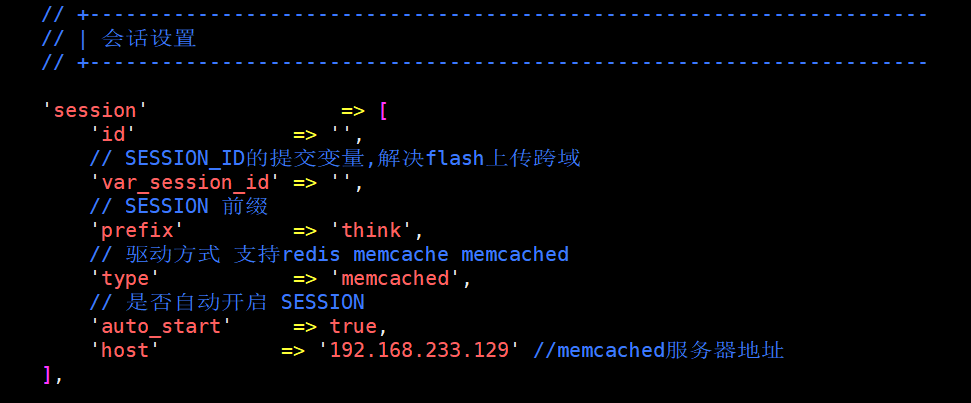 // +----------------------------------------------------------------------
// | 会话设置
// +----------------------------------------------------------------------
'session' => [
'id' => '',
// SESSION_ID的提交变量,解决flash上传跨域
'var_session_id' => '',
// SESSION 前缀
'prefix' => 'think',
// 驱动方式 支持redis memcache memcached
'type' => 'memcached',
// 是否自动开启 SESSION
'auto_start' => true,
'host' => '192.168.233.129' //memcached服务器地址
],